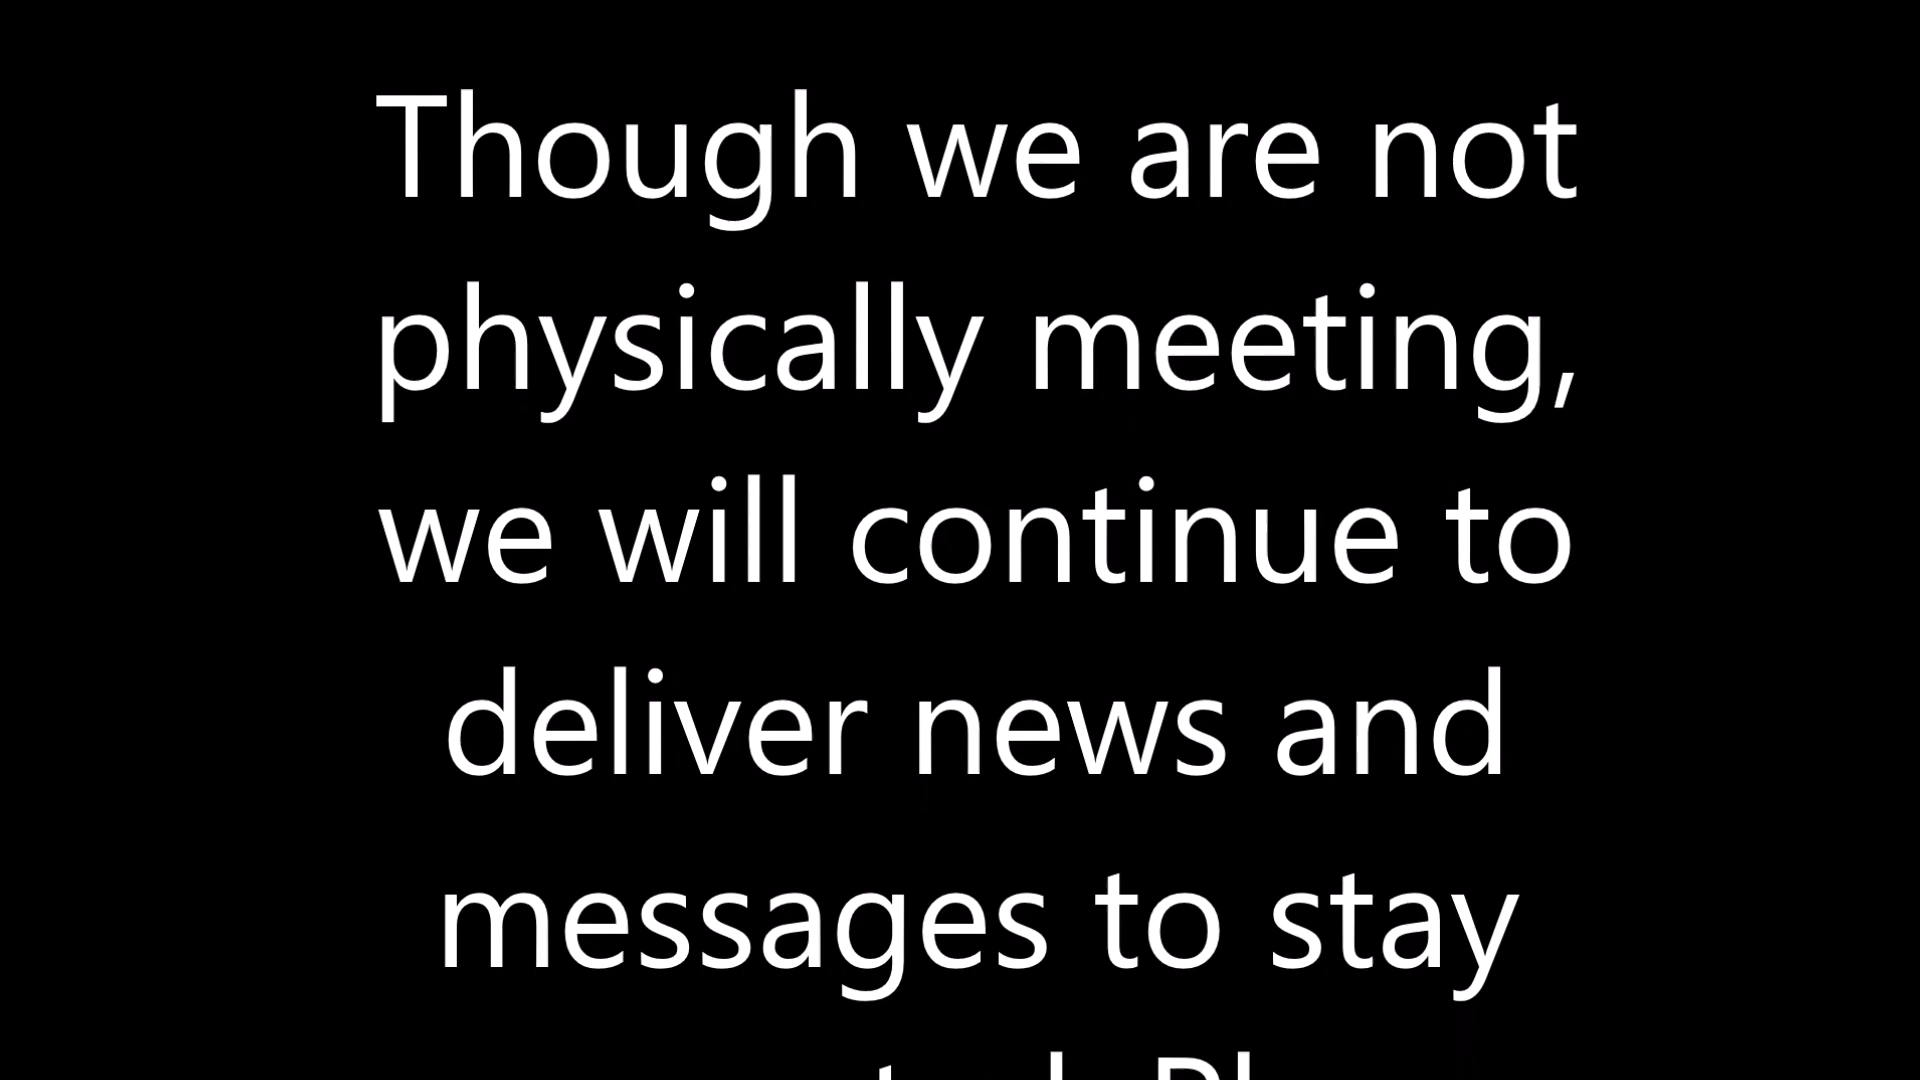 Though we are not
physically meeting,
we will continue to
deliver news and
messages to stay